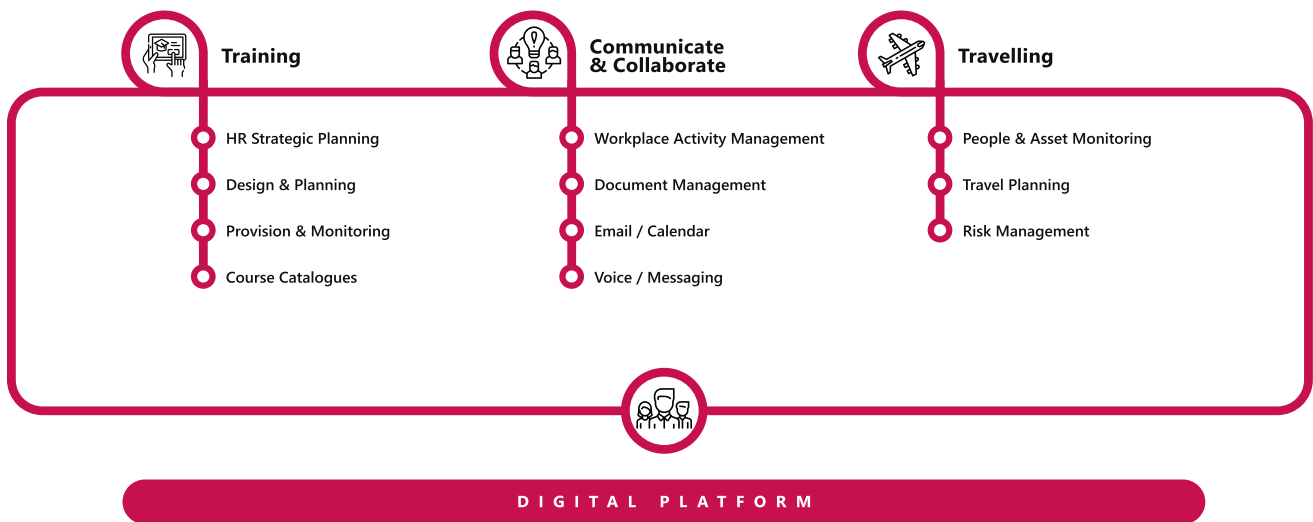 Training
HR Strategic Planning
Design & Planning
Provision & Monitoring
Course Catalogues
Communicate
& Collaborate
Workplace Activity Management
Document Management
Email / Calendar
Voice / Messaging
Travelling
People & Asset Monitoring
Travel Planning
Risk Management
DIGITAL PLATFORM